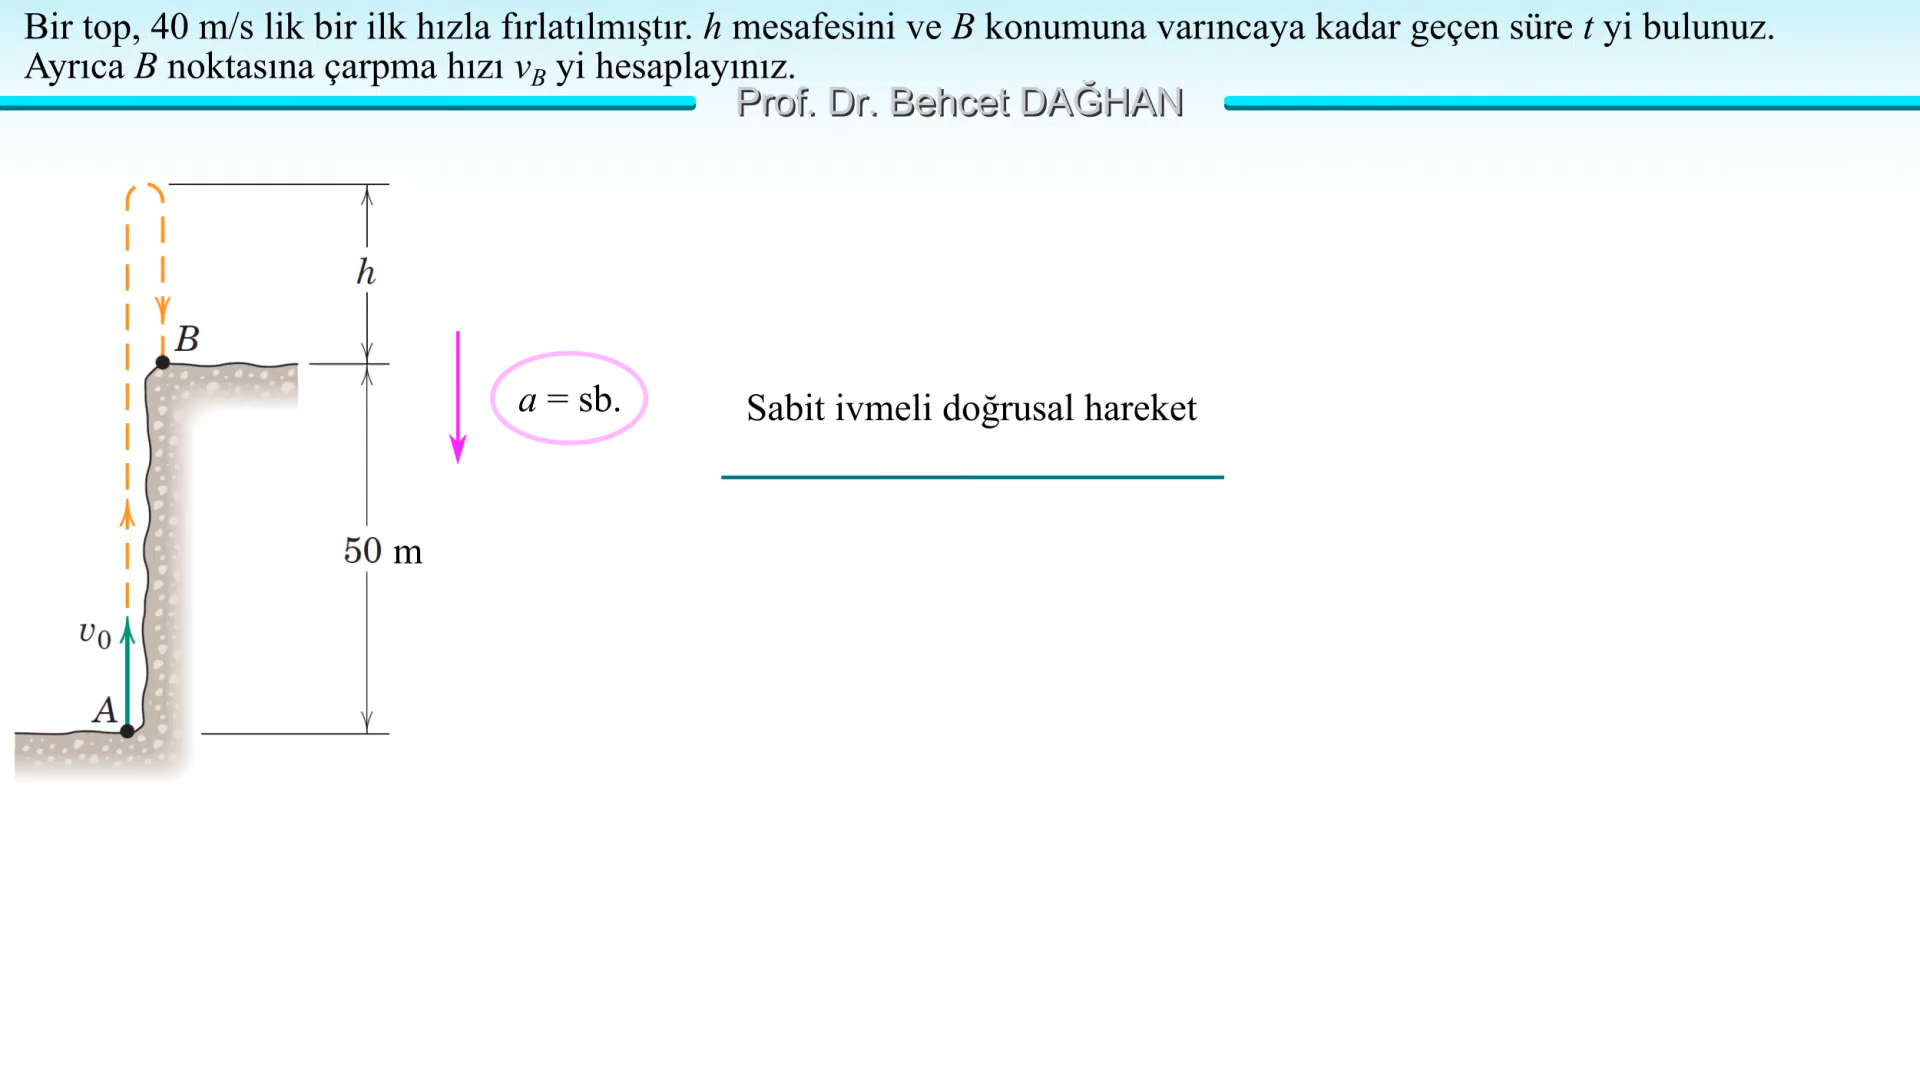 Bir top, 40 m/s lik bir ilk hızla fırlatılmıştır. h mesafesini ve B konumuna varıncaya kadar geçen süre t yi bulunuz.
Ayrıca B noktasına çarpma hızı v_B yi hesaplayınız.
Prof. Dr. Behcet DAĞHAN
h
B
a = sb.
Sabit ivmeli doğrusal hareket
50 m
v_0
A